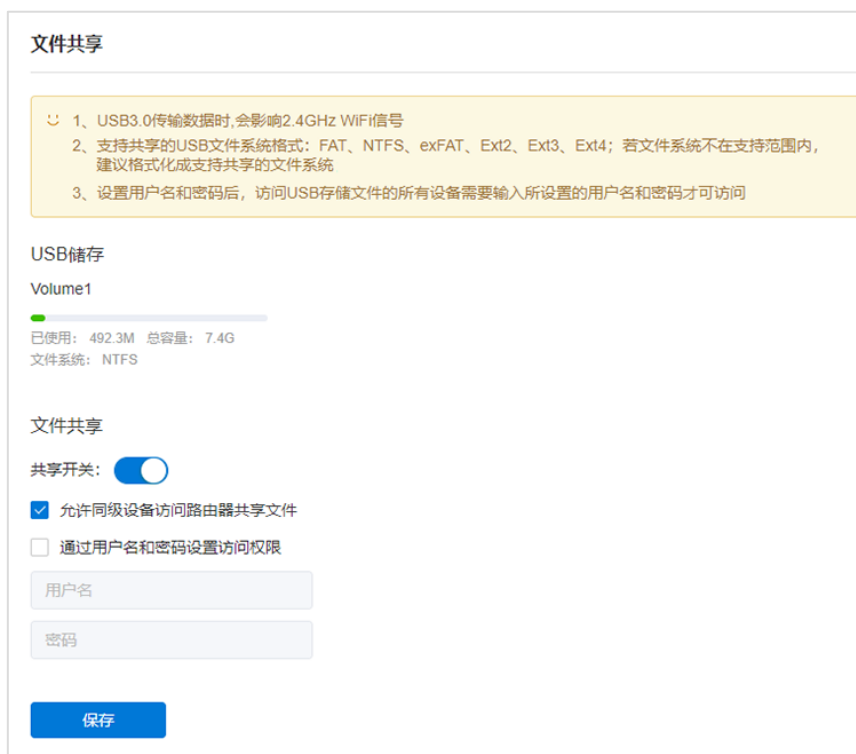 文件共享
1、USB3.0传输数据时,会影响2.4GHz WiFi信号
2、支持共享的USB文件系统格式：FAT、NTFS、exFAT、Ext2、Ext3、Ext4；若文件系统不在支持范围内，
建议格式化成支持共享的文件系统
3、设置用户名和密码后，访问USB存储文件的所有设备需要输入所设置的用户名和密码才可访问
USB储存
Volume1
已使用： 492.3M 总容量： 7.4G
文件系统： NTFS
文件共享
共享开关：
允许同级设备访问路由器共享文件
通过用户名和密码设置访问权限
用户名
密码
保存